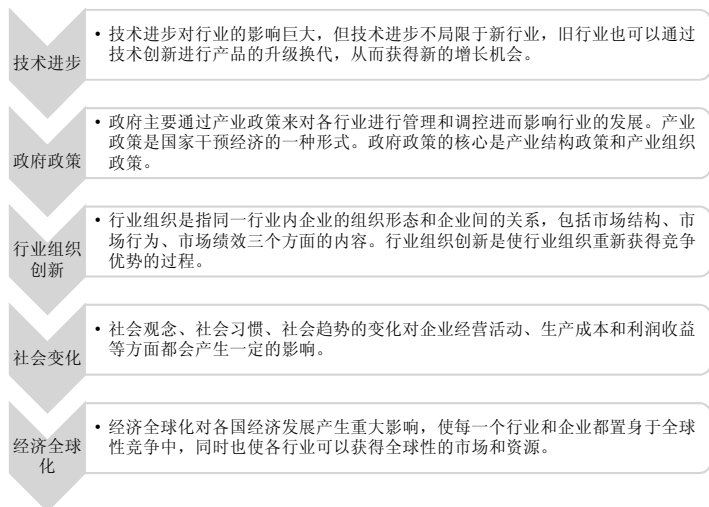 技术进步
• 技术进步对行业的影响巨大，但技术进步不局限于新行业，旧行业也可以通过
技术创新进行产品的升级换代，从而获得新的增长机会。
政府政策
• 政府主要通过产业政策来对各行业进行管理和调控进而影响行业的发展。产业
政策是国家干预经济的一种形式。政府政策的核心是产业结构政策和产业组织
政策。
行业组织
创新
• 行业组织是指同一行业内企业的组织形态和企业间的关系，包括市场结构、市
场行为、市场绩效三个方面的内容。行业组织创新是使行业组织重新获得竞争
优势的过程。
社会变化
• 社会观念、社会习惯、社会趋势的变化对企业经营活动、生产成本和利润收益
等方面都会产生一定的影响。
经济全球
化
• 经济全球化对各国经济发展产生重大影响，使每一个行业和企业都置身于全球
性竞争中，同时也使各行业可以获得全球性的市场和资源。